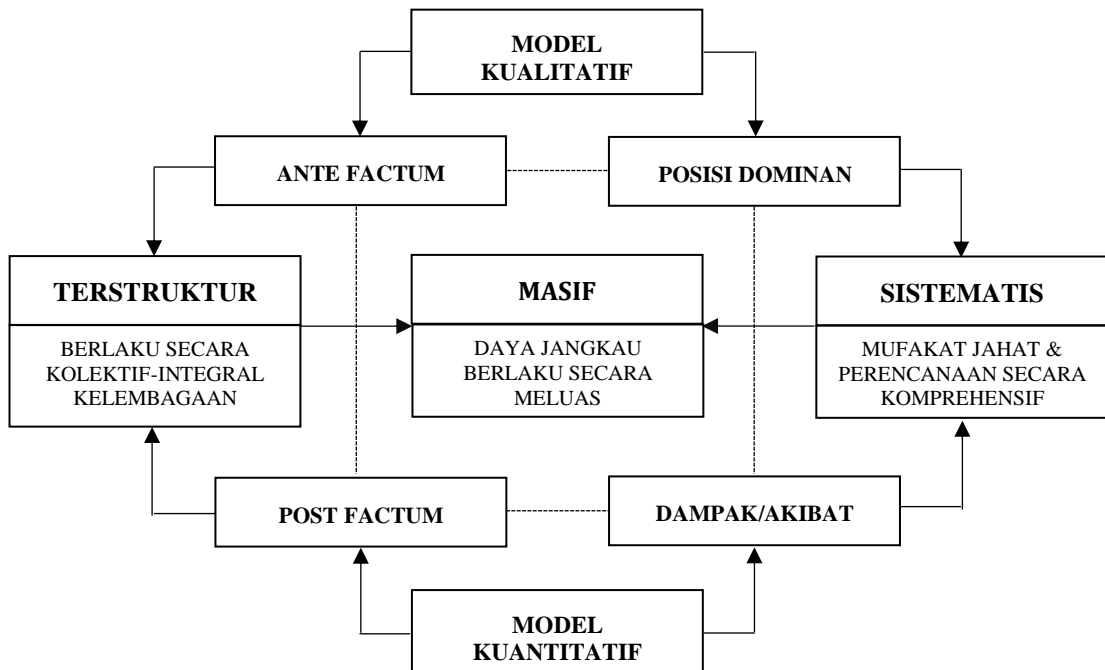 MODEL
KUALITATIF
ANTE FACTUM
POSISI DOMINAN
TERSTRUKTUR
BERLAKU SECARA
KOLEKTIF-INTEGRAL
KELEMBAGAAN
MASIF
DAYA JANGKAU
BERLAKU SECARA
MELUAS
SISTEMATIS
MUFAKAT JAHAT &
PERENCANAAN SECARA
KOMPREHENSIF
POST FACTUM
DAMPAK/AKIBAT
MODEL
KUANTITATIF